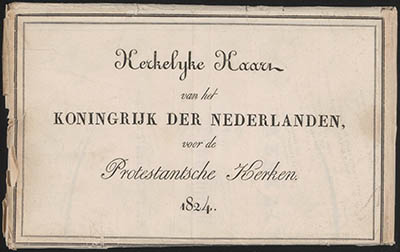 Kerkelyke Kaart
van het
KONINGRIJK DER NEDERLANDEN,
voor de
Protestantsche Kerken.
1824.